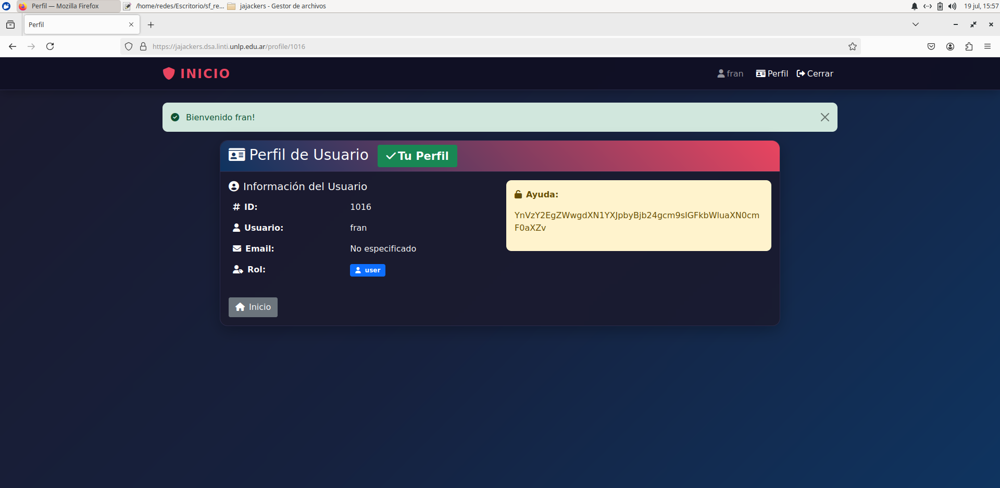 Perfil — Mozilla Firefox
/home/redes/Escritorio/sf_re...
jajackers - Gestor de archivos
19 jul, 15:57
Perfil
https://jajackers.dsa.linti.unlp.edu.ar/profile/1016
INICIO
fran
Perfil
Cerrar
Bienvenido fran!
Perfil de Usuario
Tu Perfil
Información del Usuario
# ID: 1016
Usuario: fran
Email: No especificado
Rol: user
Inicio
Ayuda:
YnVzY2EgZWwgdXN1YXJpbyBjb24gcm9sIGFkbWluaXN0cm
F0aXZv